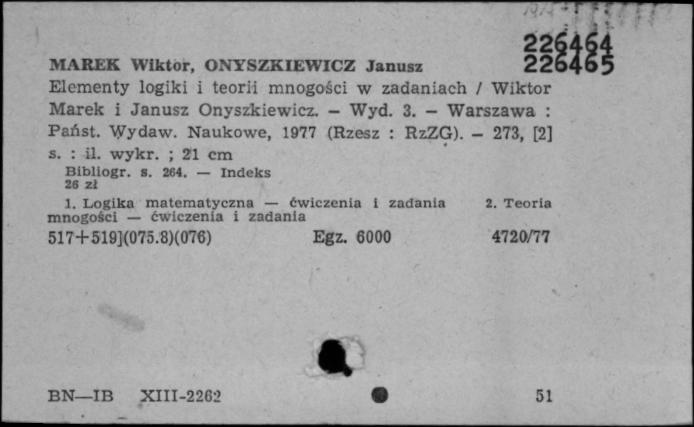 226464
226465
MAREK Wiktor, ONYSZKIEWICZ Janusz
Elementy logiki i teorii mnogości w zadaniach / Wiktor
Marek i Janusz Onyszkiewicz. — Wyd. 3. — Warszawa :
Państ. Wydaw. Naukowe, 1977 (Rzesz : RzZG). — 273, [2]
s. : il. wykr. ; 21 cm
Bibliogr. s. 264. — Indeks
26 zł
1. Logika matematyczna — ćwiczenia i zadania 2. Teoria
mnogości — ćwiczenia i zadania
517+519](075.8)(076) Egz. 6000 4720/77
BN—IB XIII-2262 51